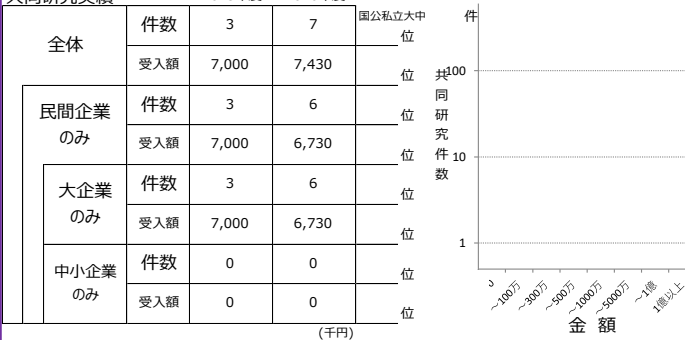 共同研究実績
国公私立大中
全体 件数 3 7 位
受入額 7,000 7,430 位
民間企業のみ 件数 3 6 位
受入額 7,000 6,730 位
大企業のみ 件数 3 6 位
受入額 7,000 6,730 位
中小企業のみ 件数 0 0 位
受入額 0 0 位
(千円)
件
共同研究件数
100
10
1
0 ～100万 ～300万 ～500万 ～1000万 ～5000万 ～1億 1億以上
金 額